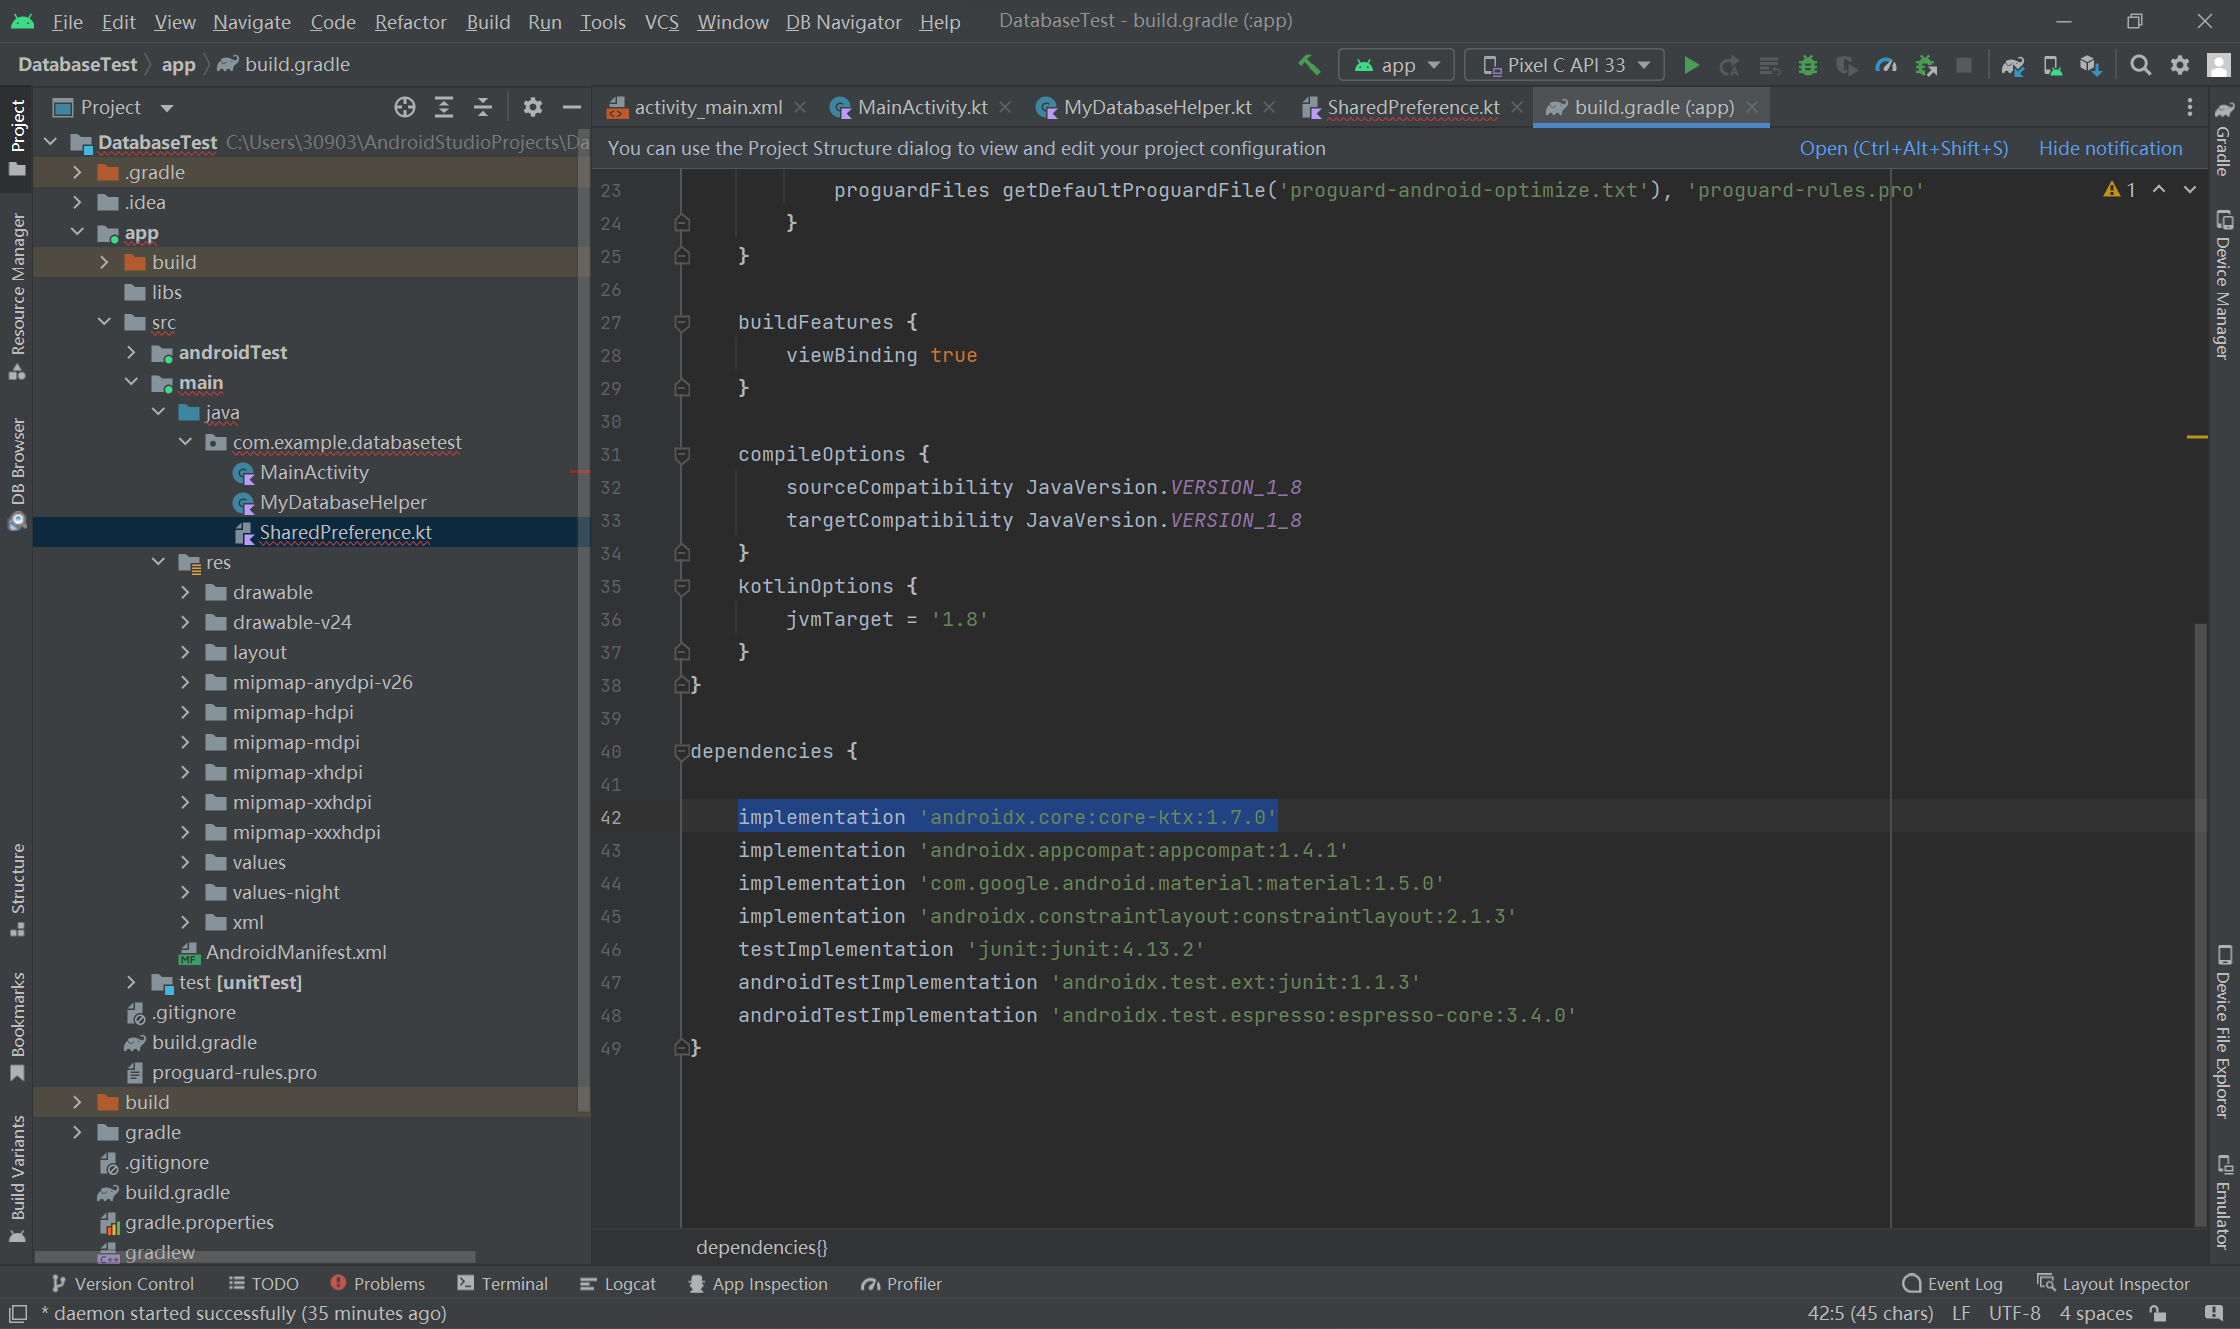 File Edit View Navigate Code Refactor Build Run Tools VCS Window DB Navigator Help DatabaseTest - build.gradle (:app)
DatabaseTest app build.gradle
app Pixel C API 33
Project
activity_main.xml MainActivity.kt MyDatabaseHelper.kt SharedPreference.kt build.gradle (:app)
You can use the Project Structure dialog to view and edit your project configuration Open (Ctrl+Alt+Shift+S) Hide notification
Project
Resource Manager
DB Browser
Structure
Bookmarks
Build Variants
DatabaseTest C:\Users\30903\AndroidStudioProjects\Da
.gradle
.idea
app
build
libs
src
androidTest
main
java
com.example.databasetest
MainActivity
MyDatabaseHelper
SharedPreference.kt
res
drawable
drawable-v24
layout
mipmap-anydpi-v26
mipmap-hdpi
mipmap-mdpi
mipmap-xhdpi
mipmap-xxhdpi
mipmap-xxxhdpi
values
values-night
xml
AndroidManifest.xml
test [unitTest]
.gitignore
build.gradle
proguard-rules.pro
build
gradle
.gitignore
build.gradle
gradle.properties
gradlew
23 proguardFiles getDefaultProguardFile('proguard-android-optimize.txt'), 'proguard-rules.pro'
1
24 }
25 }
26
27 buildFeatures {
28 viewBinding true
29 }
30
31 compileOptions {
32 sourceCompatibility JavaVersion.VERSION_1_8
33 targetCompatibility JavaVersion.VERSION_1_8
34 }
35 kotlinOptions {
36 jvmTarget = '1.8'
37 }
38 }
39
40 dependencies {
41
42 implementation 'androidx.core:core-ktx:1.7.0'
43 implementation 'androidx.appcompat:appcompat:1.4.1'
44 implementation 'com.google.android.material:material:1.5.0'
45 implementation 'androidx.constraintlayout:constraintlayout:2.1.3'
46 testImplementation 'junit:junit:4.13.2'
47 androidTestImplementation 'androidx.test.ext:junit:1.1.3'
48 androidTestImplementation 'androidx.test.espresso:espresso-core:3.4.0'
49 }
dependencies{}
Gradle
Device Manager
Device File Explorer
Emulator
Version Control TODO Problems Terminal Logcat App Inspection Profiler Event Log Layout Inspector
* daemon started successfully (35 minutes ago) 42:5 (45 chars) LF UTF-8 4 spaces